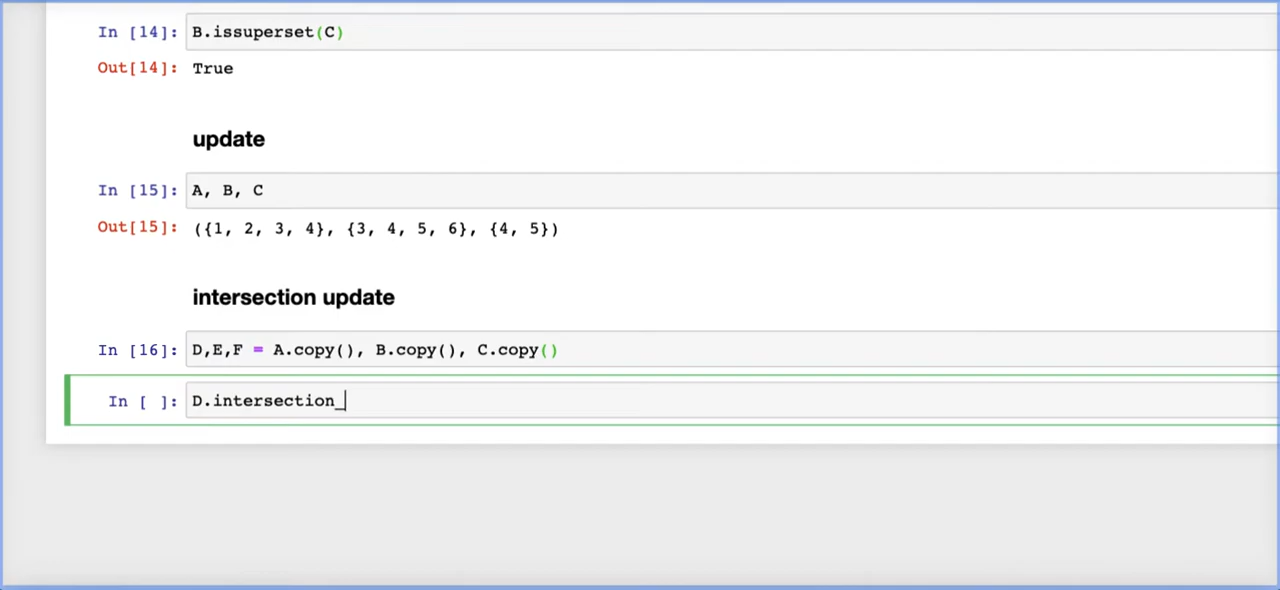 In [14]: B.issuperset(C)
Out[14]: True
update
In [15]: A, B, C
Out[15]: ({1, 2, 3, 4}, {3, 4, 5, 6}, {4, 5})
intersection update
In [16]: D,E,F = A.copy(), B.copy(), C.copy()
In [ ]: D.intersection_